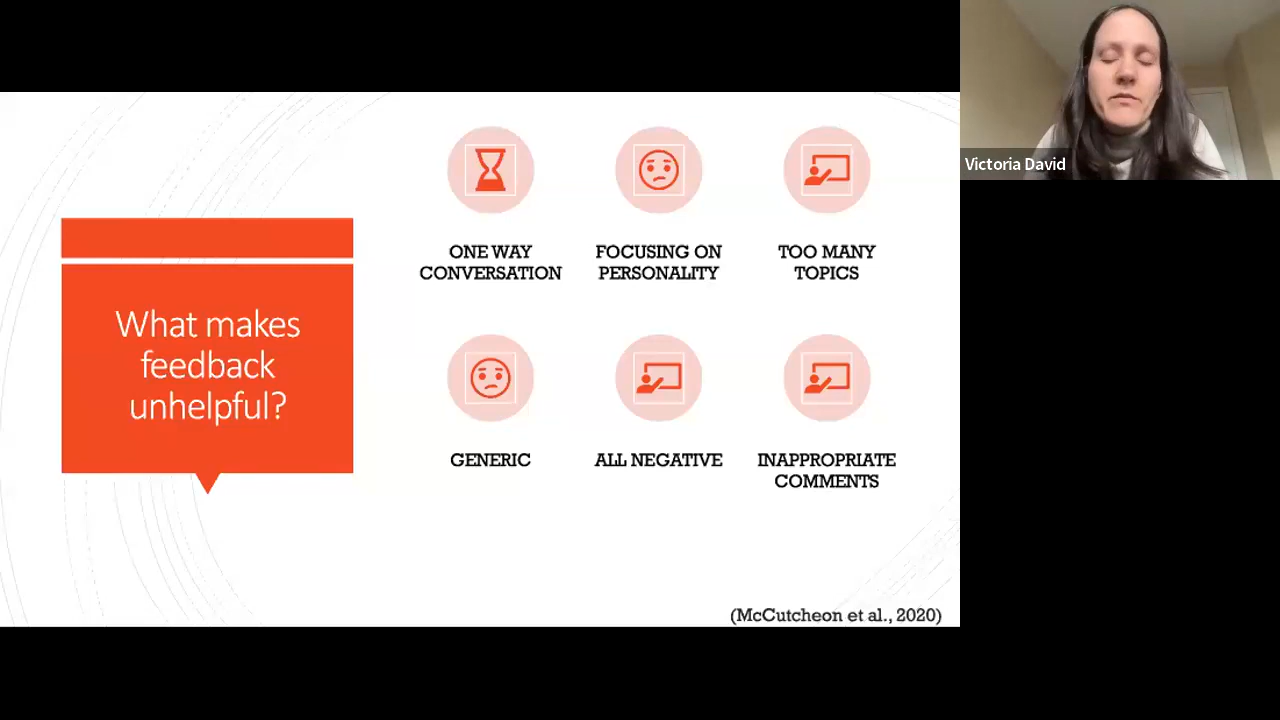 What makes
feedback
unhelpful?
ONE WAY
CONVERSATION
FOCUSING ON
PERSONALITY
TOO MANY
TOPICS
GENERIC
ALL NEGATIVE
INAPPROPRIATE
COMMENTS
(McCutcheon et al., 2020)
Victoria David